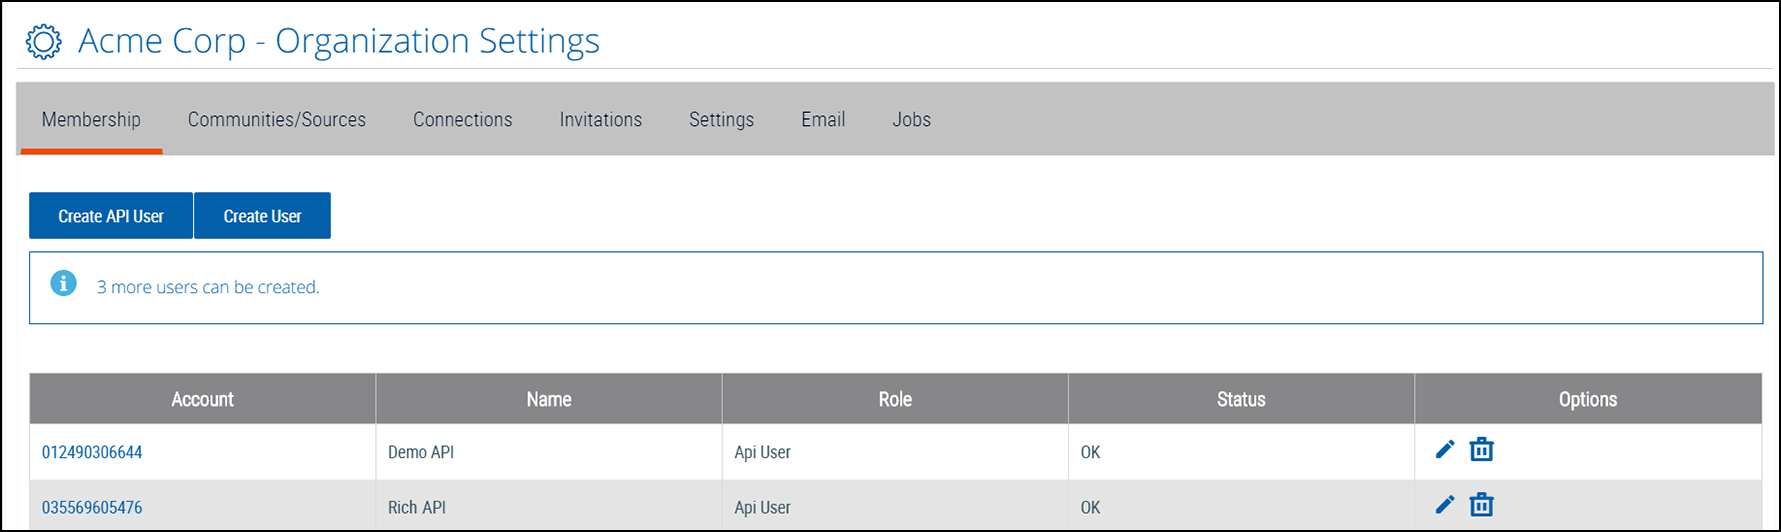 Acme Corp - Organization Settings
Membership Communities/Sources Connections Invitations Settings Email Jobs
Create API User Create User
3 more users can be created.
Account Name Role Status Options
012490306644 Demo API Api User OK
035569605476 Rich API Api User OK